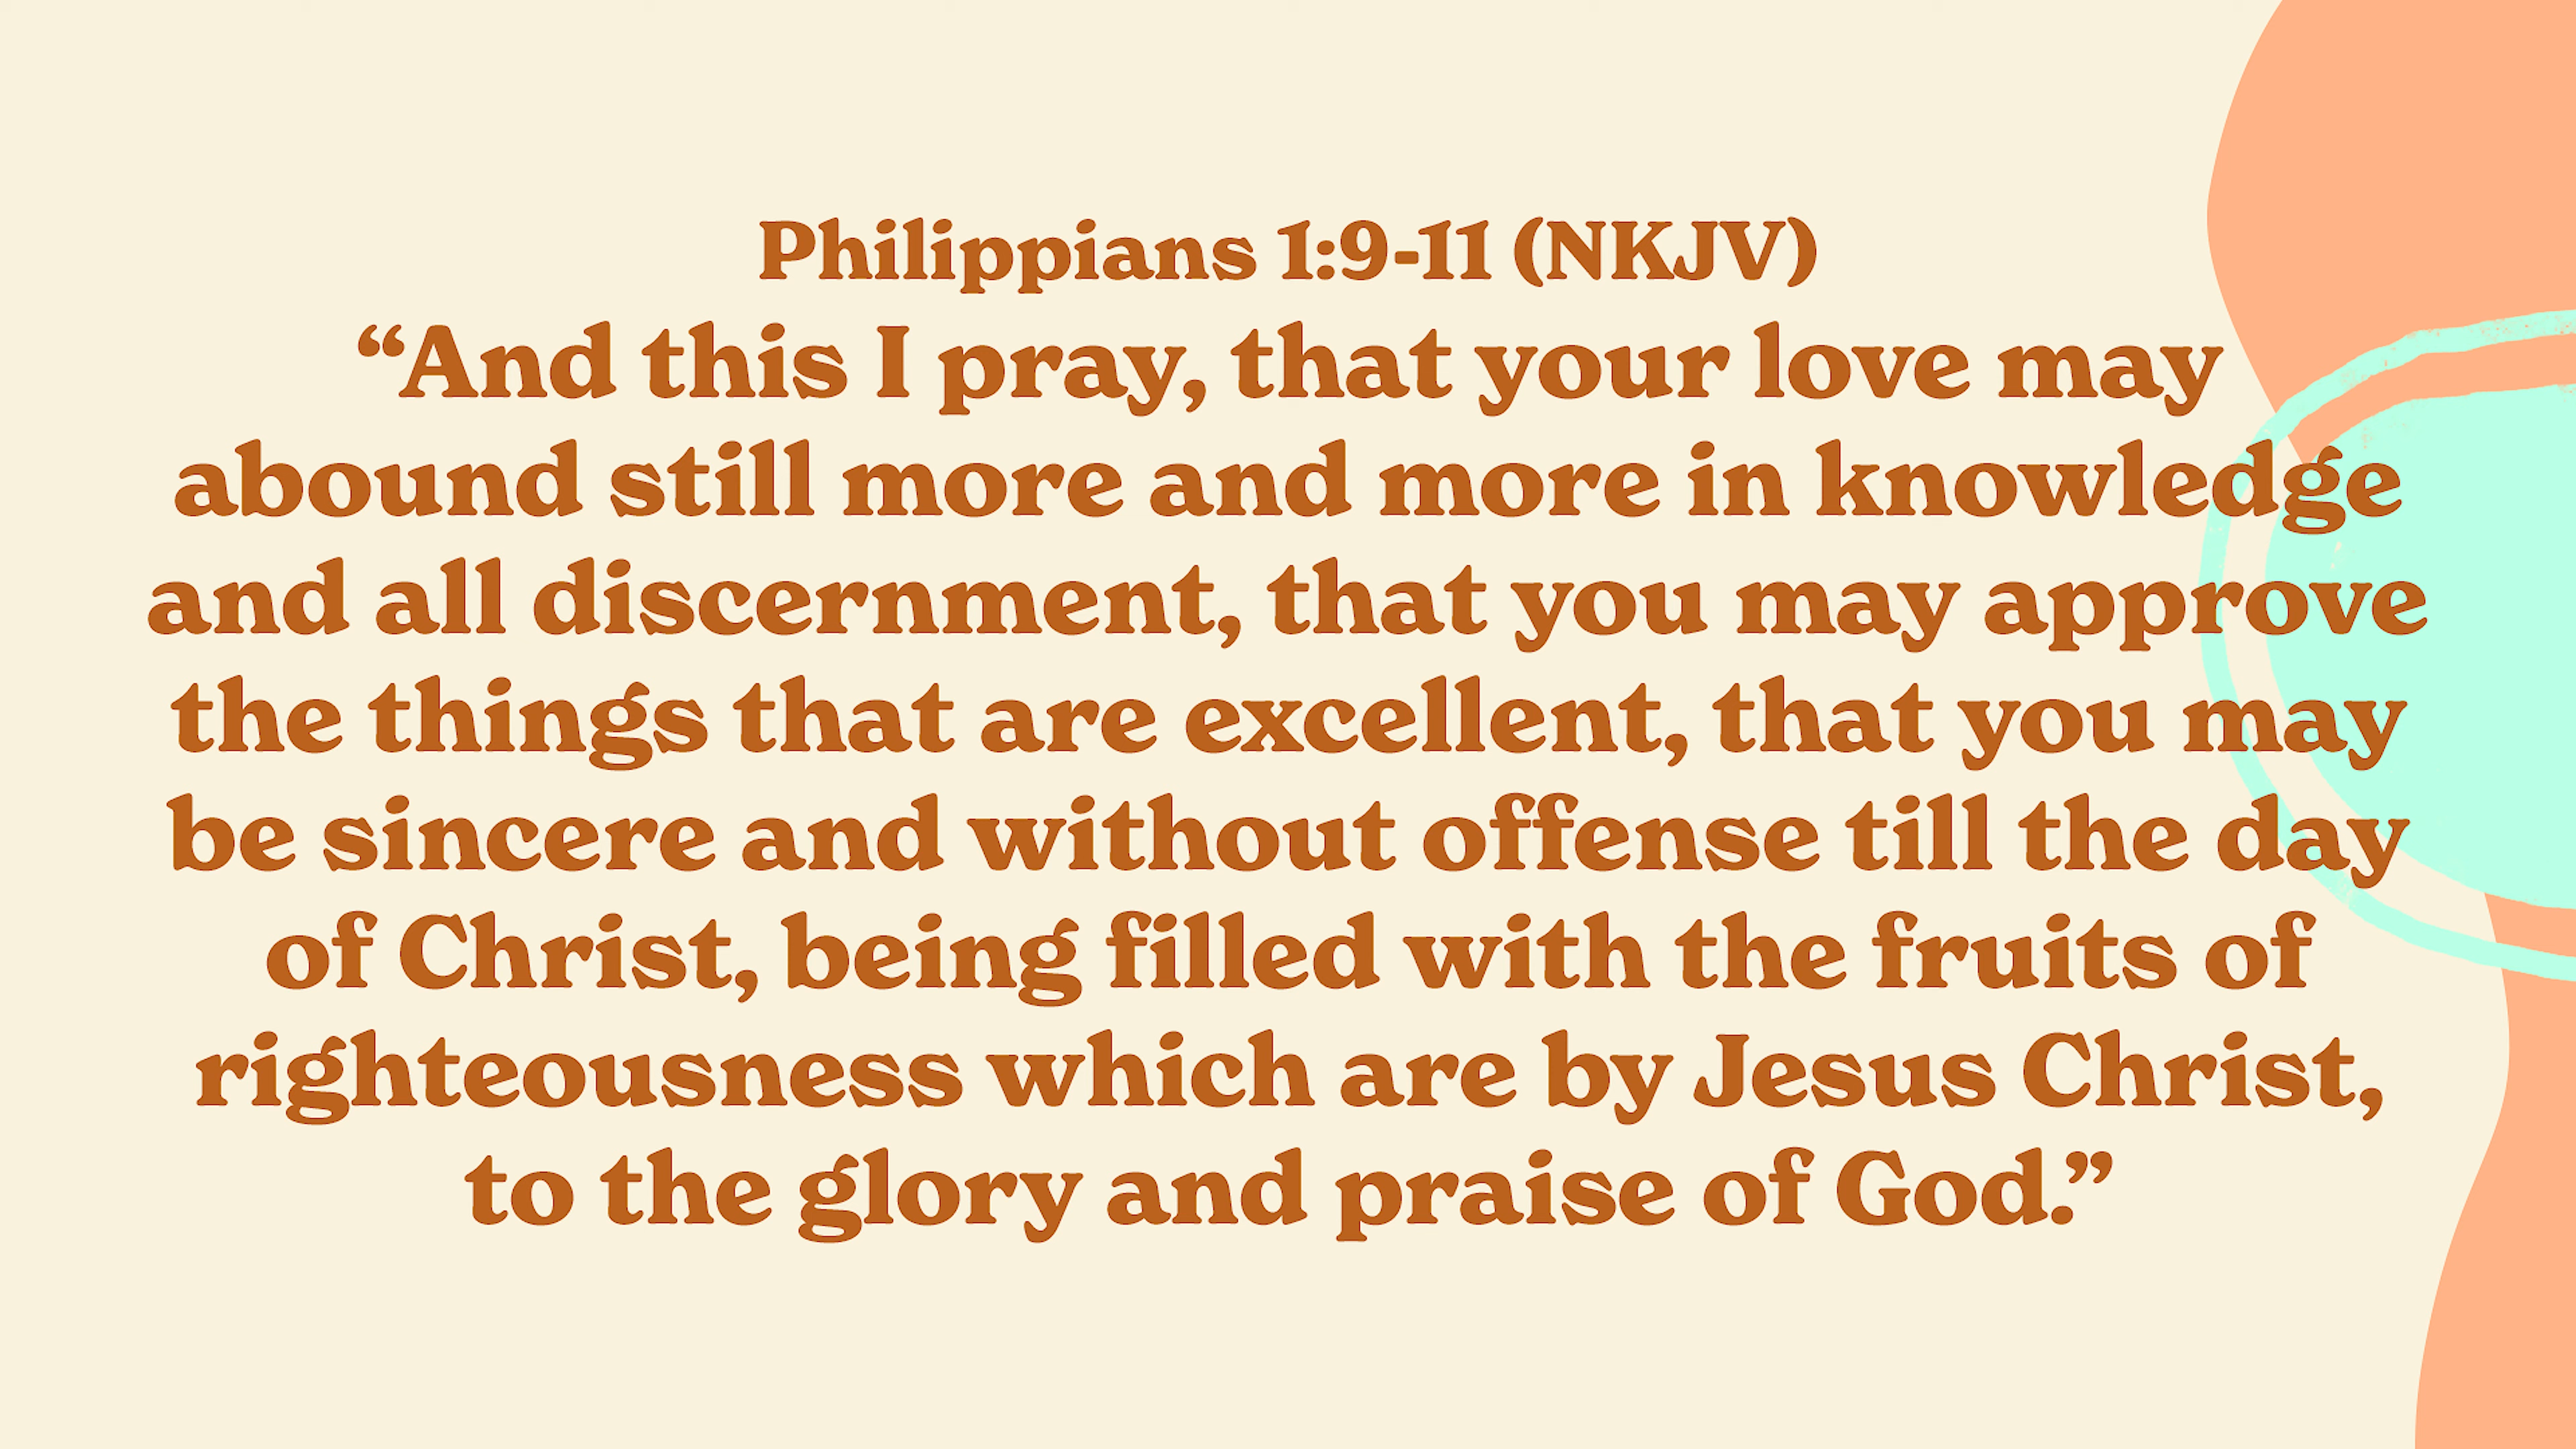 Philippians 1:9-11 (NKJV)
“And this I pray, that your love may
abound still more and more in knowledge
and all discernment, that you may approve
the things that are excellent, that you may
be sincere and without offense till the day
of Christ, being filled with the fruits of
righteousness which are by Jesus Christ,
to the glory and praise of God.”